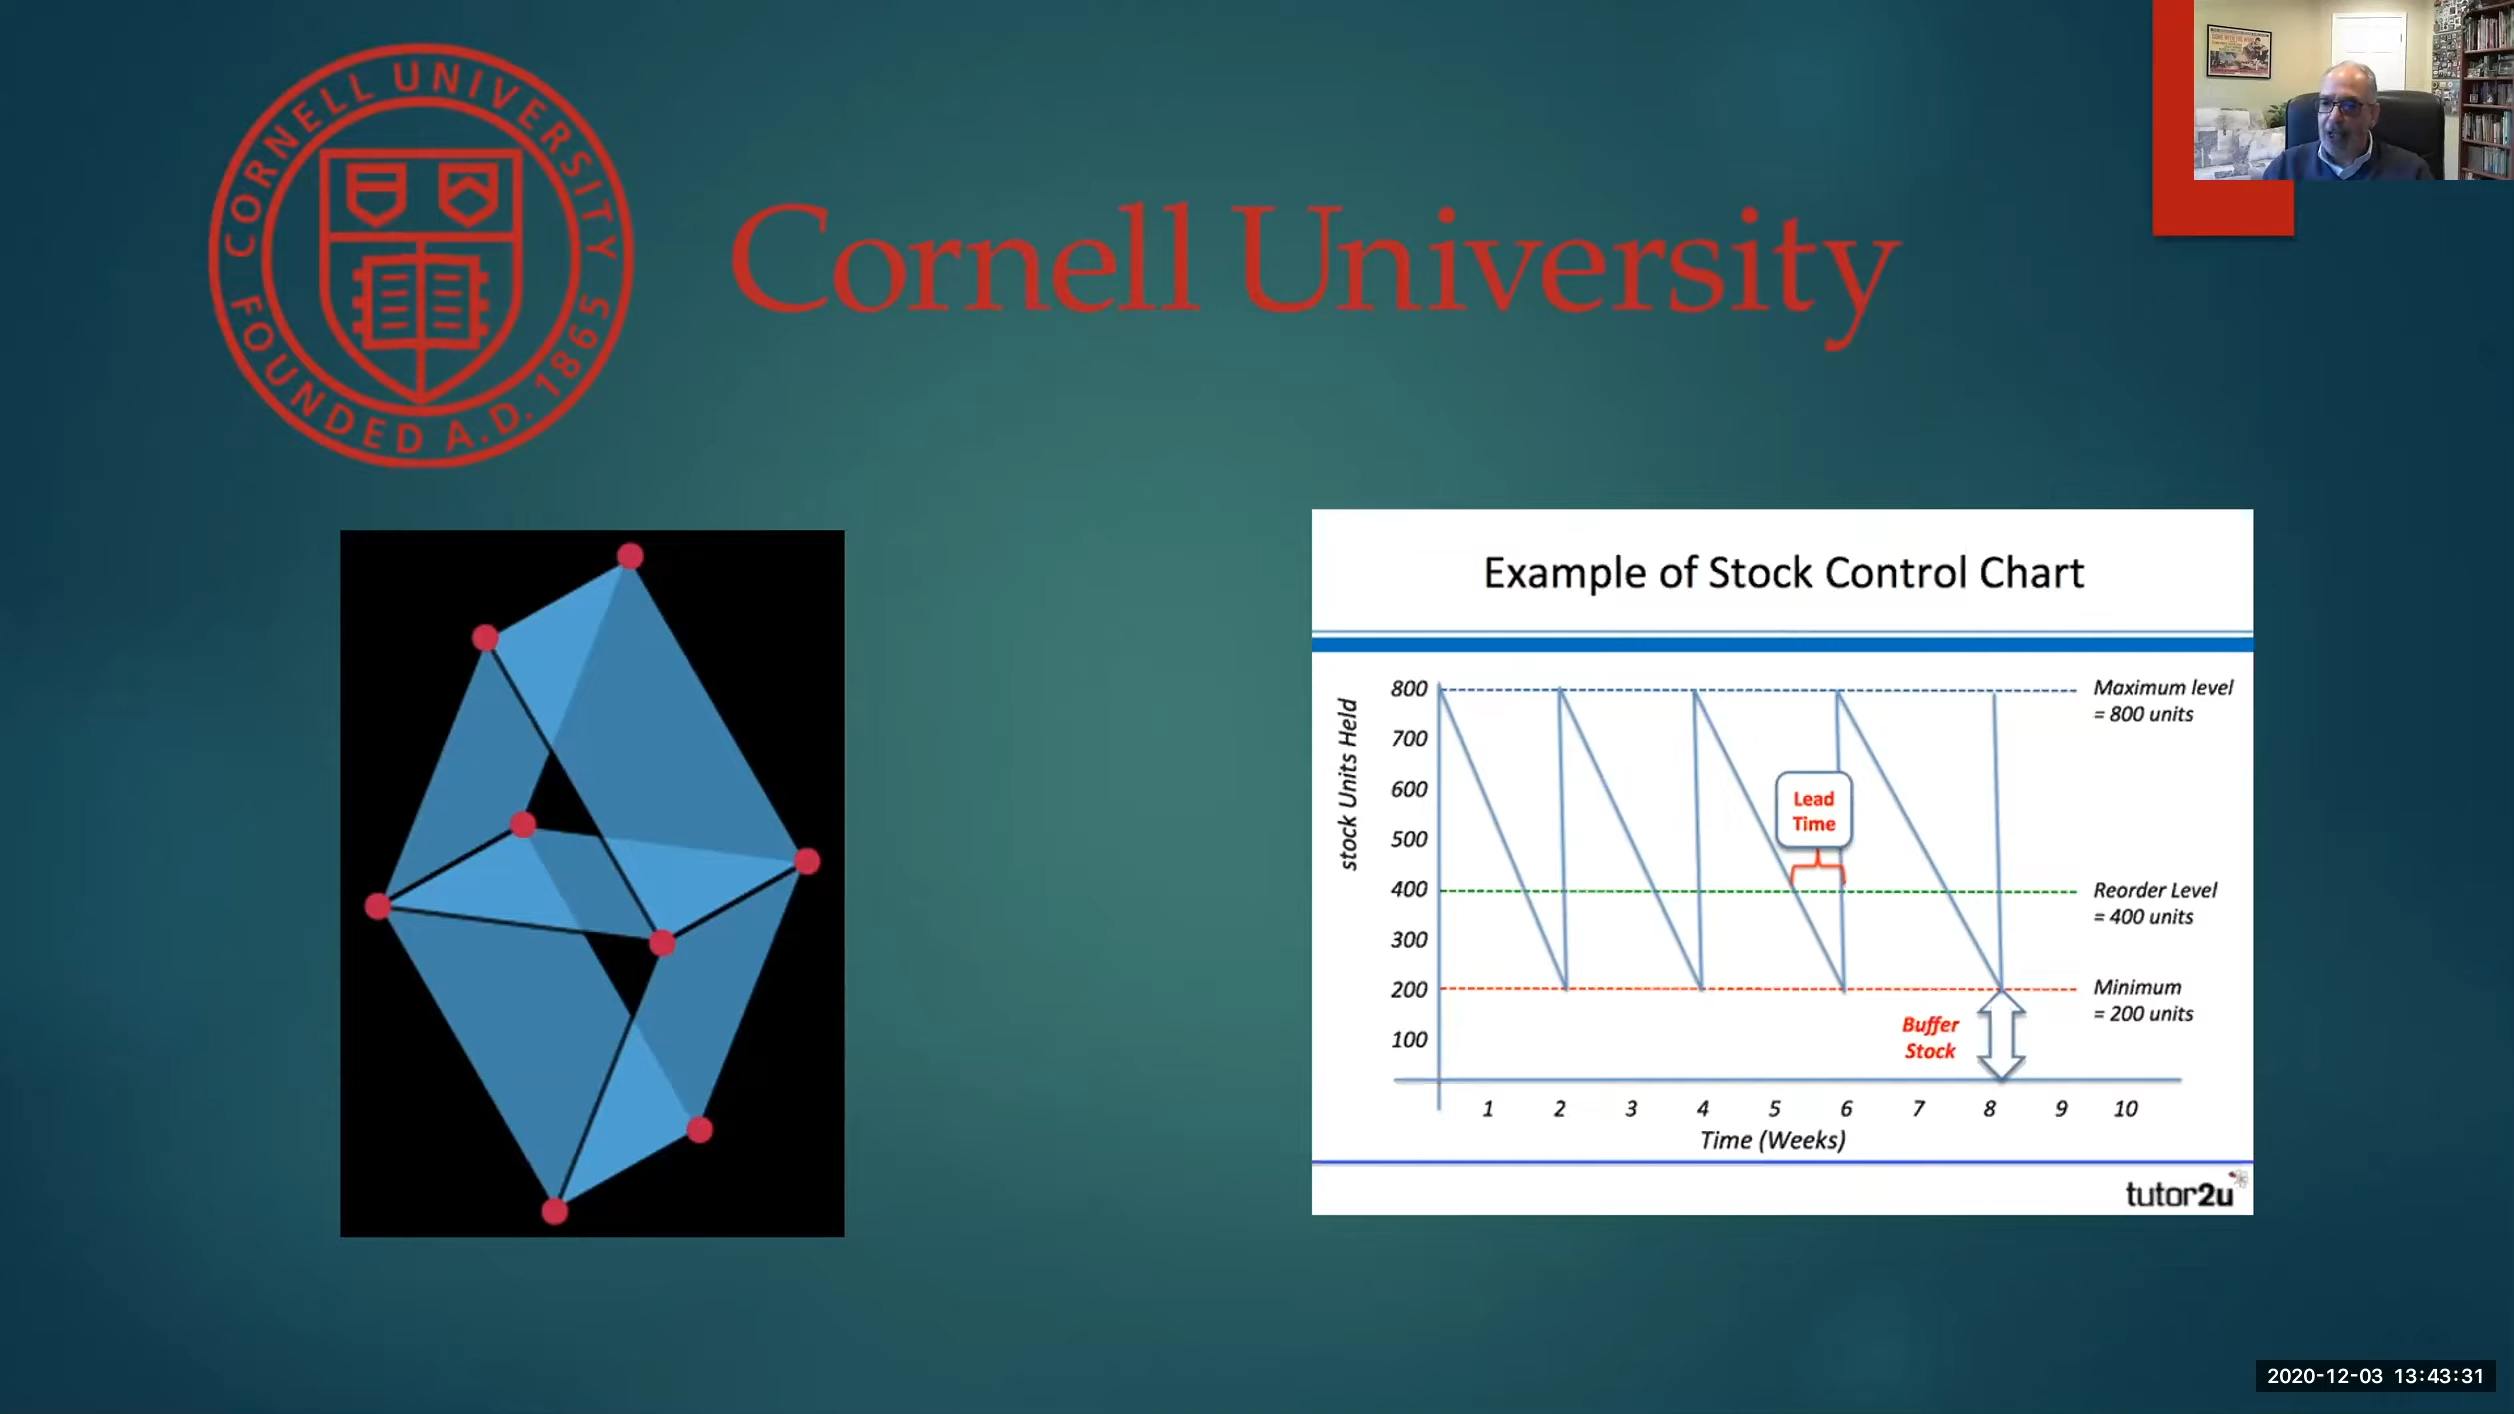 CORNELL UNIVERSITY
FOUNDED A.D. 1865
Cornell University
Example of Stock Control Chart
stock Units Held
800
700
600
500
400
300
200
100
Maximum level
= 800 units
Lead
Time
Reorder Level
= 400 units
Minimum
= 200 units
Buffer
Stock
1 2 3 4 5 6 7 8 9 10
Time (Weeks)
tutor2u
2020-12-03 13:43:31